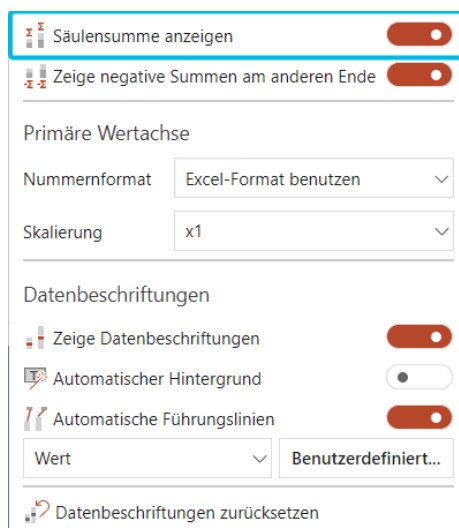 Säulensumme anzeigen
Zeige negative Summen am anderen Ende
Primäre Wertachse
Nummernformat Excel-Format benutzen
Skalierung x1
Datenbeschriftungen
Zeige Datenbeschriftungen
Automatischer Hintergrund
Automatische Führungslinien
Wert Benutzerdefiniert...
Datenbeschriftungen zurücksetzen